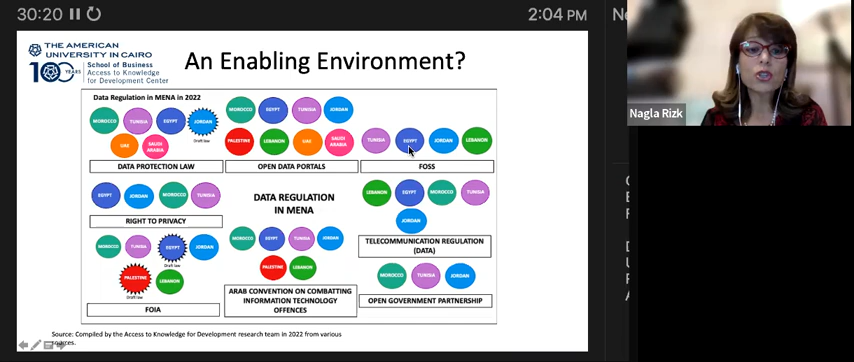 30:20
2:04 PM
THE AMERICAN
UNIVERSITY IN CAIRO
100 YEARS
School of Business
Access to Knowledge
for Development Center
An Enabling Environment?
Data Regulation in MENA in 2022
MOROCCO
TUNISIA
EGYPT
JORDAN
Draft law
UAE
SAUDI
ARABIA
DATA PROTECTION LAW
MOROCCO
EGYPT
TUNISIA
JORDAN
PALESTINE
LEBANON
UAE
SAUDI
ARABIA
OPEN DATA PORTALS
TUNISIA
EGYPT
JORDAN
LEBANON
FOSS
EGYPT
JORDAN
MOROCCO
TUNISIA
RIGHT TO PRIVACY
DATA REGULATION
IN MENA
LEBANON
EGYPT
MOROCCO
TUNISIA
JORDAN
TELECOMMUNICATION REGULATION
(DATA)
MOROCCO
TUNISIA
EGYPT
Draft law
JORDAN
PALESTINE
Draft law
LEBANON
FOIA
MOROCCO
EGYPT
TUNISIA
JORDAN
PALESTINE
LEBANON
ARAB CONVENTION ON COMBATTING
INFORMATION TECHNOLOGY
OFFENCES
MOROCCO
TUNISIA
JORDAN
OPEN GOVERNMENT PARTNERSHIP
Source: Compiled by the Access to Knowledge for Development research team in 2022 from various
sources.
Nagla Rizk